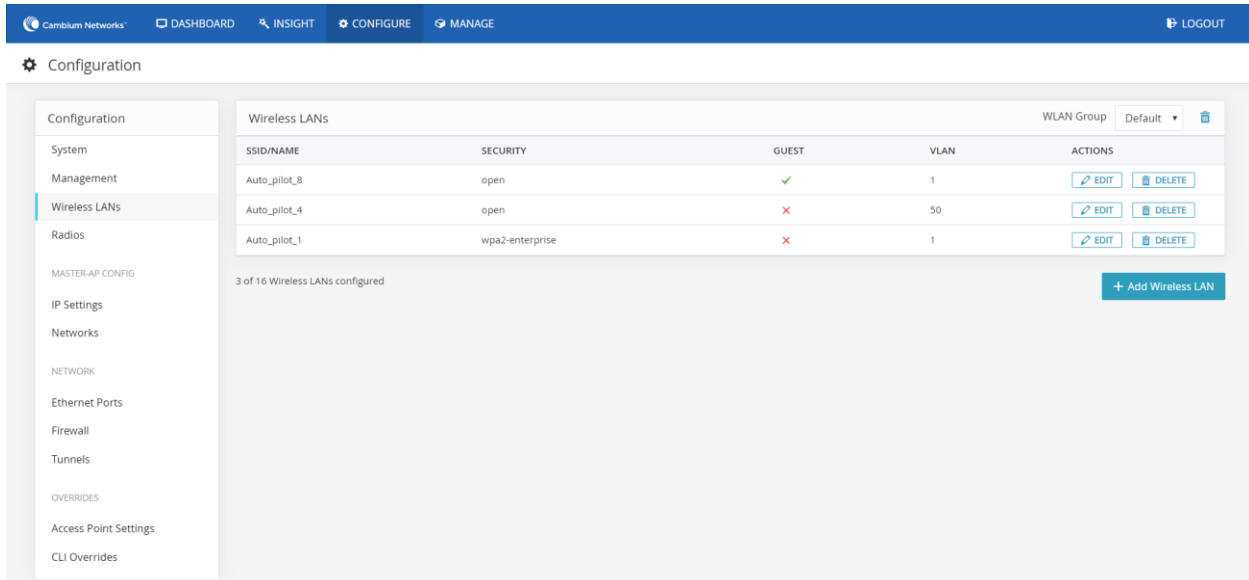 Cambium Networks™ DASHBOARD INSIGHT CONFIGURE MANAGE LOGOUT
Configuration
Configuration
System
Management
Wireless LANs
Radios
MASTER-AP CONFIG
IP Settings
Networks
NETWORK
Ethernet Ports
Firewall
Tunnels
OVERRIDES
Access Point Settings
CLI Overrides
Wireless LANs WLAN Group Default
SSID/NAME SECURITY GUEST VLAN ACTIONS
Auto_pilot_8 open ✓ 1 EDIT DELETE
Auto_pilot_4 open ✕ 50 EDIT DELETE
Auto_pilot_1 wpa2-enterprise ✕ 1 EDIT DELETE
3 of 16 Wireless LANs configured + Add Wireless LAN